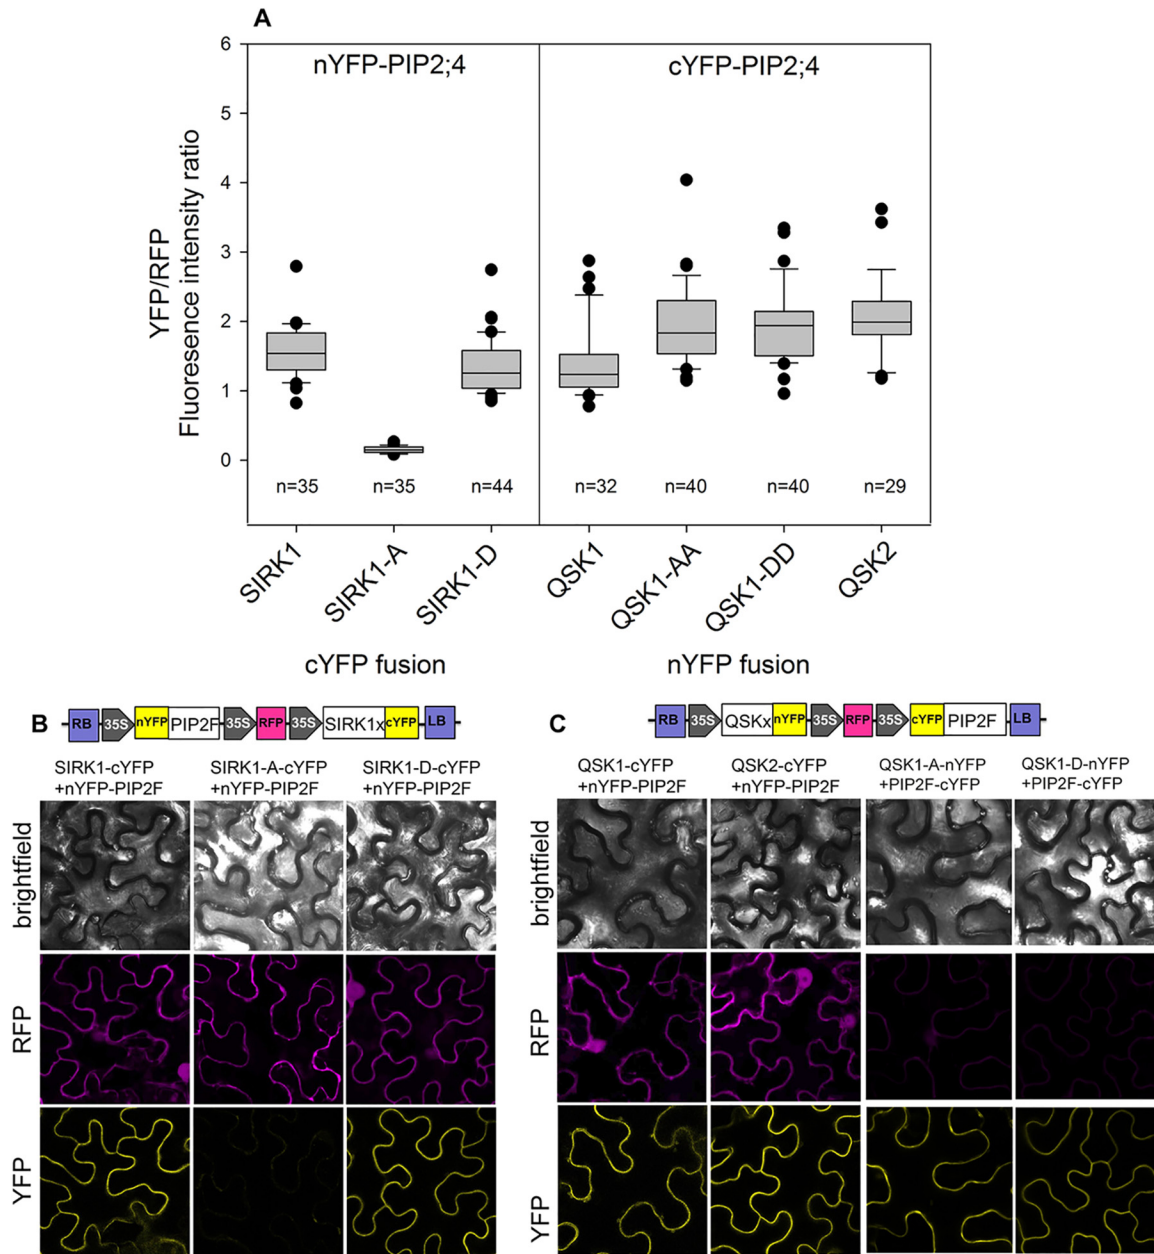 A
nYFP-PIP2;4
cYFP-PIP2;4
YFP/RFP
Fluoresence intensity ratio
6
5
4
3
2
1
0
n=35
n=35
n=44
n=32
n=40
n=40
n=29
SIRK1
SIRK1-A
SIRK1-D
QSK1
QSK1-AA
QSK1-DD
QSK2
cYFP fusion
nYFP fusion
B
RB 35S nYFP PIP2F 35S RFP 35S SIRK1x cYFP LB
SIRK1-cYFP
+nYFP-PIP2F
SIRK1-A-cYFP
+nYFP-PIP2F
SIRK1-D-cYFP
+nYFP-PIP2F
brightfield
RFP
YFP
C
RB 35S QSKx nYFP 35S RFP 35S cYFP PIP2F LB
QSK1-cYFP
+nYFP-PIP2F
QSK2-cYFP
+nYFP-PIP2F
QSK1-A-nYFP
+PIP2F-cYFP
QSK1-D-nYFP
+PIP2F-cYFP
brightfield
RFP
YFP